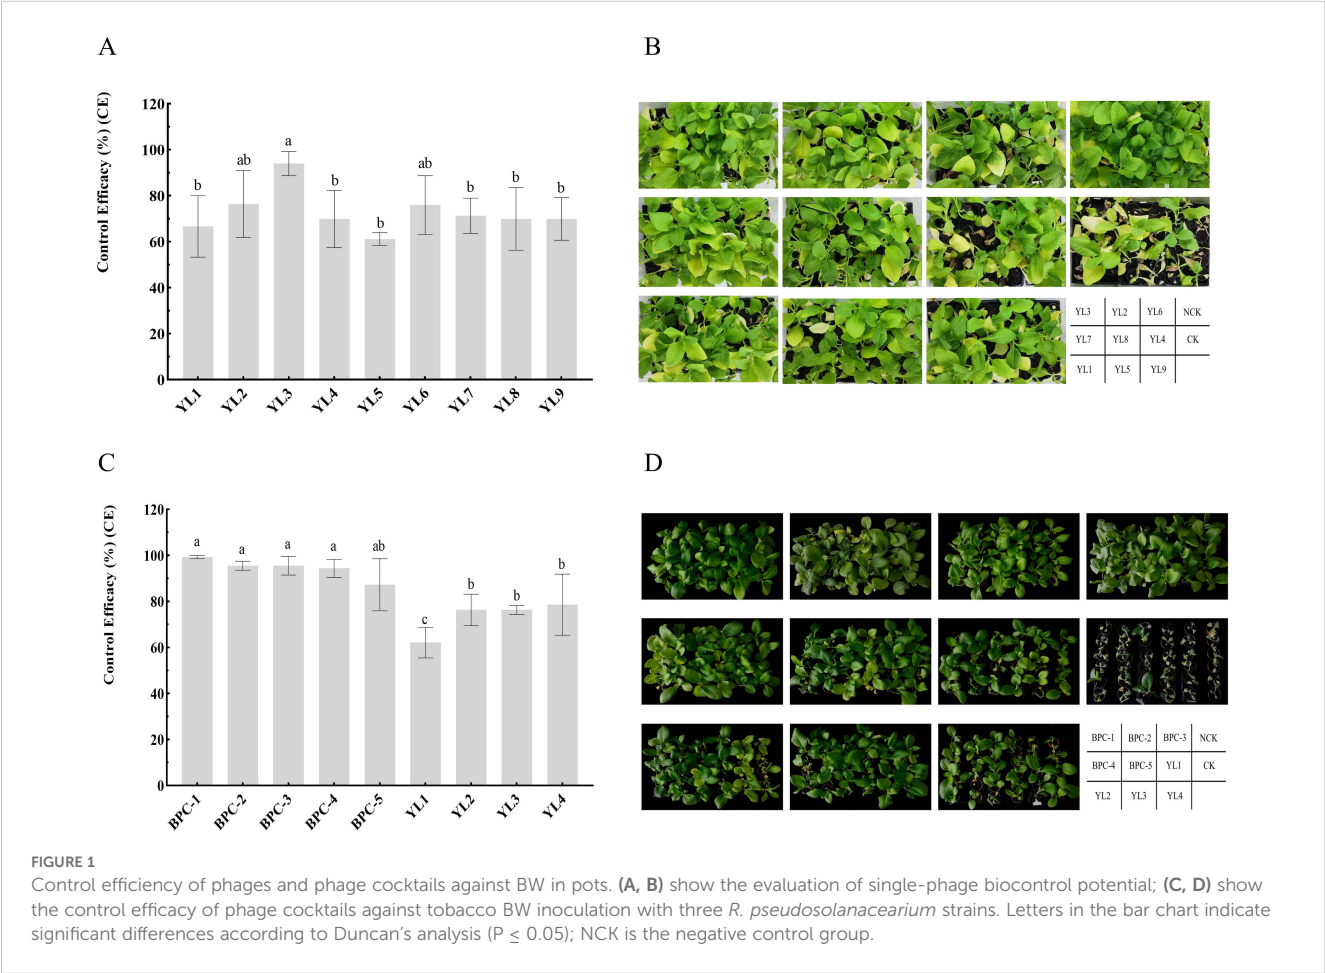 A
Control Efficacy (%) (CE)
120
100
80
60
40
20
0
b
ab
a
b
b
ab
b
b
b
YL1 YL2 YL3 YL4 YL5 YL6 YL7 YL8 YL9
B
YL3 YL2 YL6 NCK
YL7 YL8 YL4 CK
YL1 YL5 YL9
C
Control Efficacy (%) (CE)
120
100
80
60
40
20
0
a
a
a
a
ab
c
b
b
b
BPC-1 BPC-2 BPC-3 BPC-4 BPC-5 YL1 YL2 YL3 YL4
D
BPC-1 BPC-2 BPC-3 NCK
BPC-4 BPC-5 YL1 CK
YL2 YL3 YL4
FIGURE 1
Control efficiency of phages and phage cocktails against BW in pots. (A, B) show the evaluation of single-phage biocontrol potential; (C, D) show
the control efficacy of phage cocktails against tobacco BW inoculation with three R. pseudosolanacearium strains. Letters in the bar chart indicate
significant differences according to Duncan's analysis (P ≤ 0.05); NCK is the negative control group.